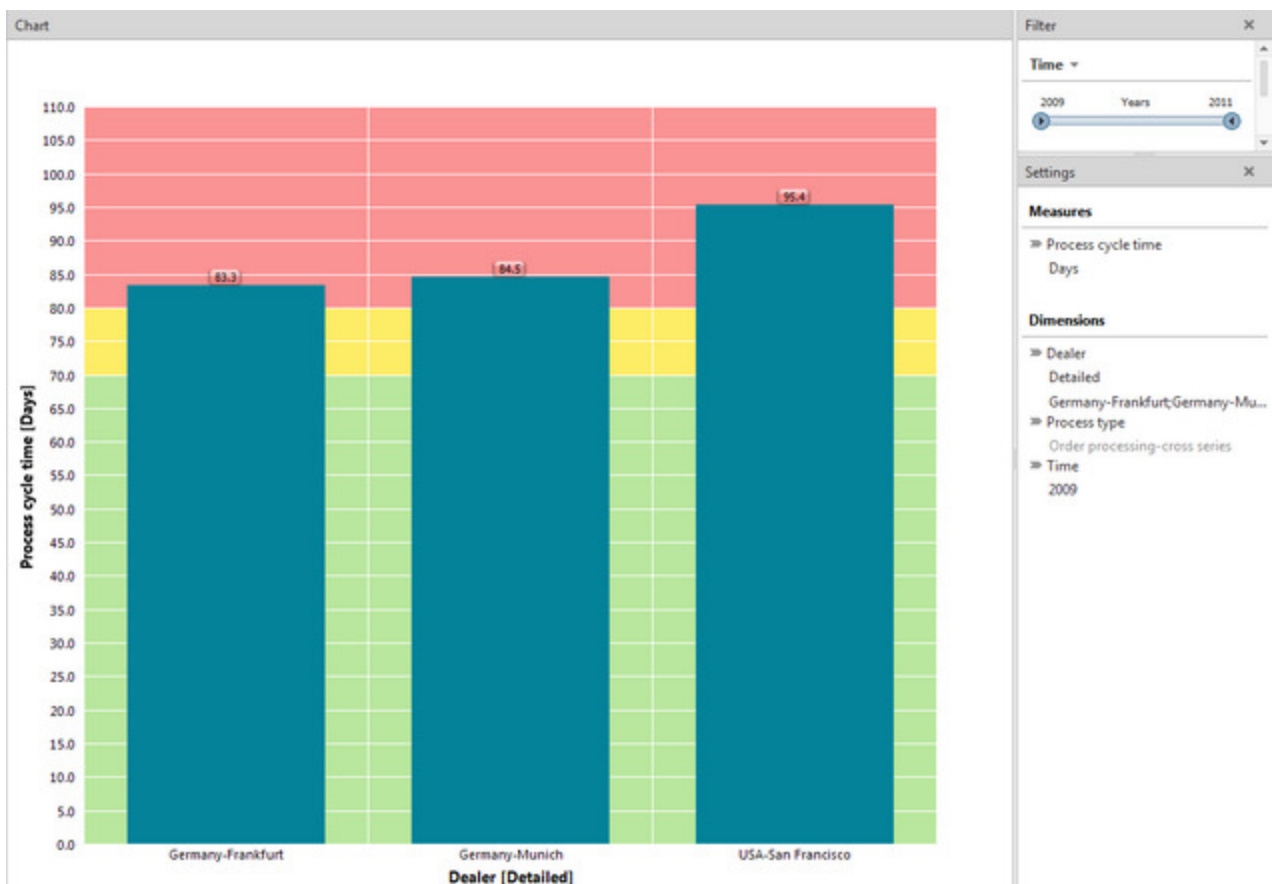 Chart
110.0
105.0
100.0
95.0
90.0
85.0
80.0
75.0
70.0
65.0
60.0
55.0
50.0
45.0
40.0
35.0
30.0
25.0
20.0
15.0
10.0
5.0
0.0
Process cycle time [Days]
83.3
84.5
95.4
Germany-Frankfurt
Germany-Munich
USA-San Francisco
Dealer [Detailed]
Filter
Time
2009 Years 2011
Settings
Measures
Process cycle time
Days
Dimensions
Dealer
Detailed
Germany-Frankfurt;Germany-Mu...
Process type
Order processing-cross series
Time
2009